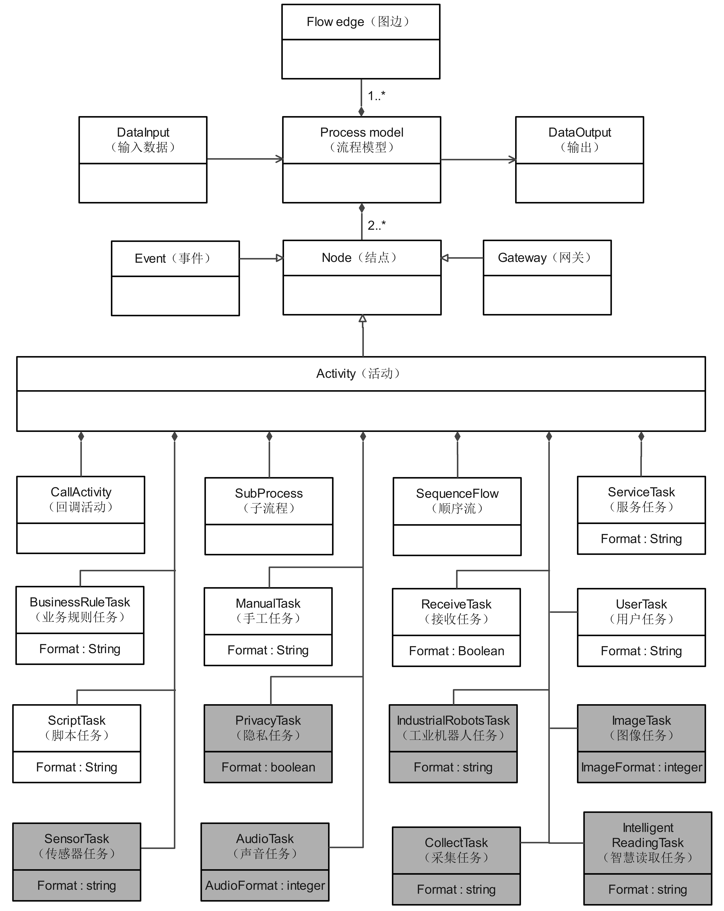 Flow edge（图边）
1..*
DataInput
（输入数据）
Process model
（流程模型）
DataOutput
（输出）
2..*
Event（事件）
Node（结点）
Gateway（网关）
Activity（活动）
CallActivity
（回调活动）
SubProcess
（子流程）
SequenceFlow
（顺序流）
ServiceTask
（服务任务）
Format : String
BusinessRuleTask
（业务规则任务）
Format : String
ManualTask
（手工任务）
Format : String
ReceiveTask
（接收任务）
Format : Boolean
UserTask
（用户任务）
Format : String
ScriptTask
（脚本任务）
Format : String
PrivacyTask
（隐私任务）
Format : boolean
IndustrialRobotsTask
（工业机器人任务）
Format : string
ImageTask
（图像任务）
ImageFormat : integer
SensorTask
（传感器任务）
Format : string
AudioTask
（声音任务）
AudioFormat : integer
CollectTask
（采集任务）
Format : string
Intelligent
ReadingTask
（智慧读取任务）
Format : string